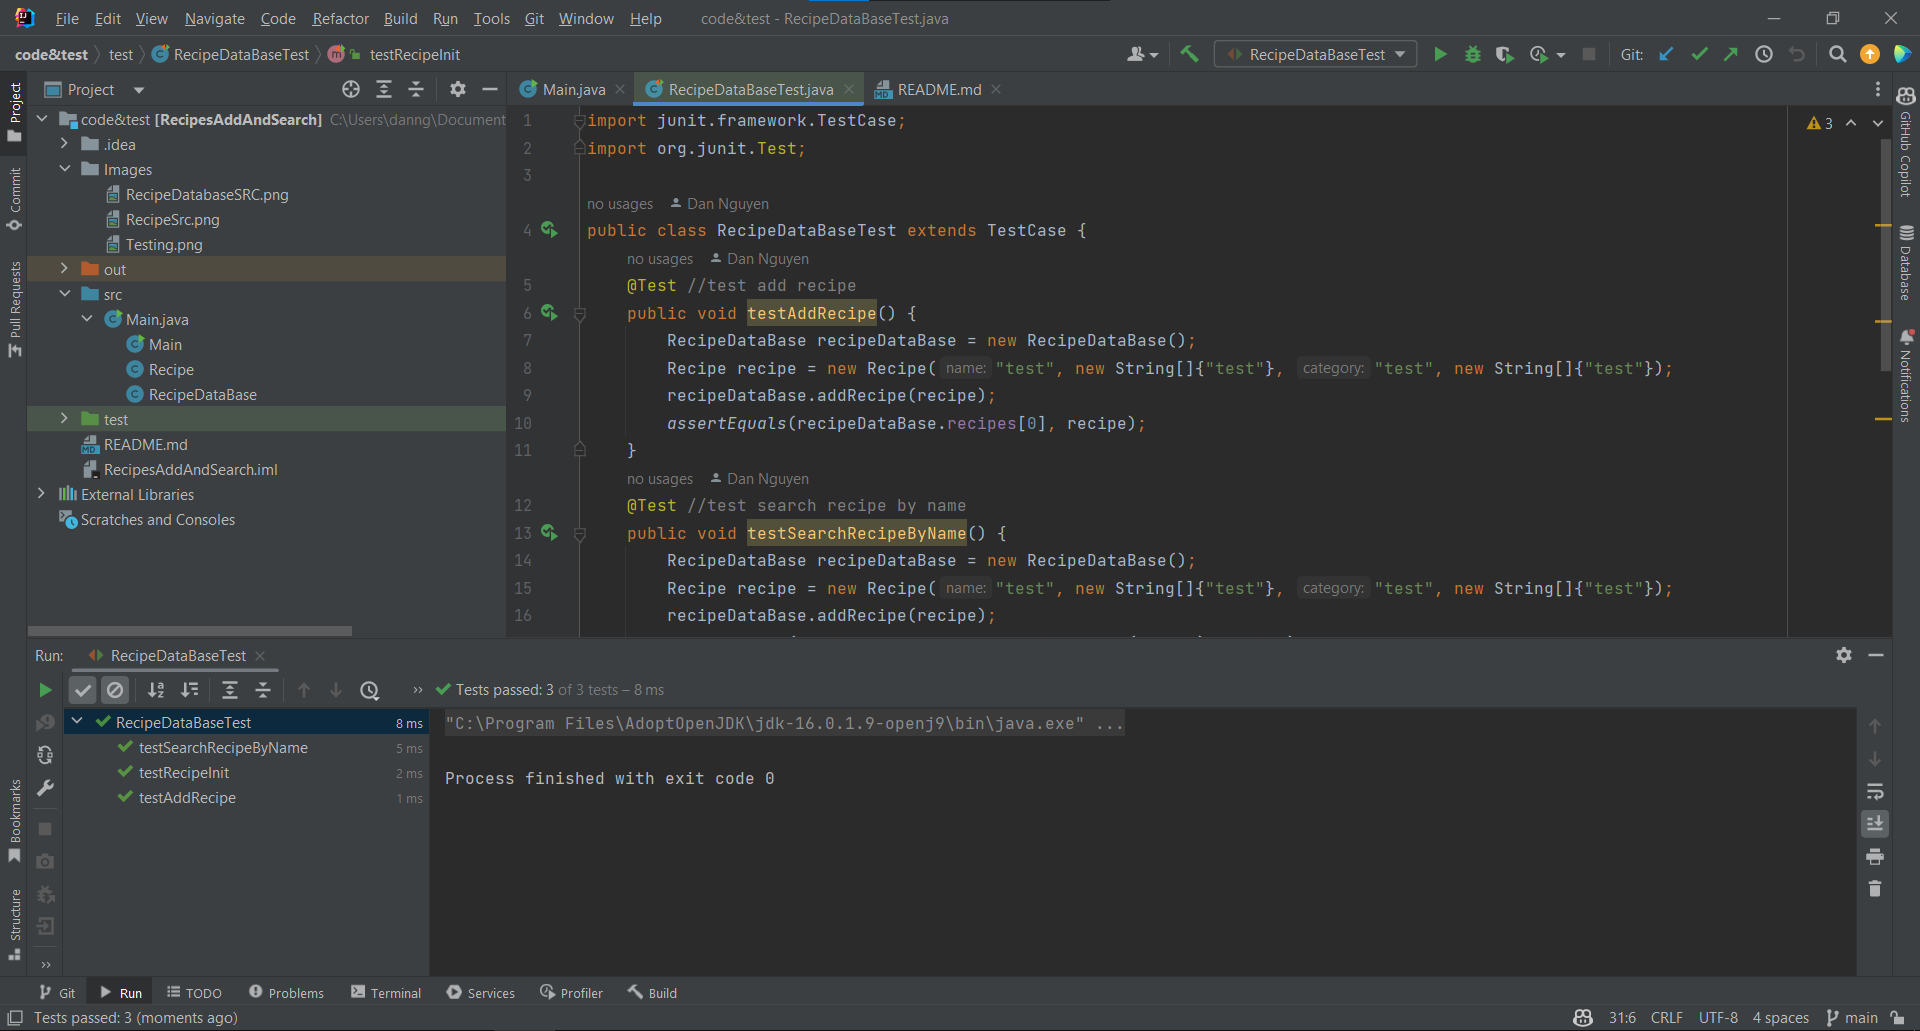 File Edit View Navigate Code Refactor Build Run Tools Git Window Help code&test - RecipeDataBaseTest.java
code&test test RecipeDataBaseTest testRecipeInit RecipeDataBaseTest Git:
Project
Main.java RecipeDataBaseTest.java README.md
code&test [RecipesAddAndSearch] C:\Users\danng\Document
.idea
Images
RecipeDatabaseSRC.png
RecipeSrc.png
Testing.png
out
src
Main.java
Main
Recipe
RecipeDataBase
test
README.md
RecipesAddAndSearch.iml
External Libraries
Scratches and Consoles
Project
Commit
Pull Requests
Bookmarks
Structure
1 import junit.framework.TestCase;
2 import org.junit.Test;
3
no usages Dan Nguyen
4 public class RecipeDataBaseTest extends TestCase {
no usages Dan Nguyen
5 @Test //test add recipe
6 public void testAddRecipe() {
7 RecipeDataBase recipeDataBase = new RecipeDataBase();
8 Recipe recipe = new Recipe( name: "test", new String[]{"test"}, category: "test", new String[]{"test"});
9 recipeDataBase.addRecipe(recipe);
10 assertEquals(recipeDataBase.recipes[0], recipe);
11 }
no usages Dan Nguyen
12 @Test //test search recipe by name
13 public void testSearchRecipeByName() {
14 RecipeDataBase recipeDataBase = new RecipeDataBase();
15 Recipe recipe = new Recipe( name: "test", new String[]{"test"}, category: "test", new String[]{"test"});
16 recipeDataBase.addRecipe(recipe);
3
GitHub Copilot
Database
Notifications
Run: RecipeDataBaseTest
Tests passed: 3 of 3 tests – 8 ms
RecipeDataBaseTest 8 ms
testSearchRecipeByName 5 ms
testRecipeInit 2 ms
testAddRecipe 1 ms
"C:\Program Files\AdoptOpenJDK\jdk-16.0.1.9-openj9\bin\java.exe" ...
Process finished with exit code 0
Git Run TODO Problems Terminal Services Profiler Build
Tests passed: 3 (moments ago) 31:6 CRLF UTF-8 4 spaces main